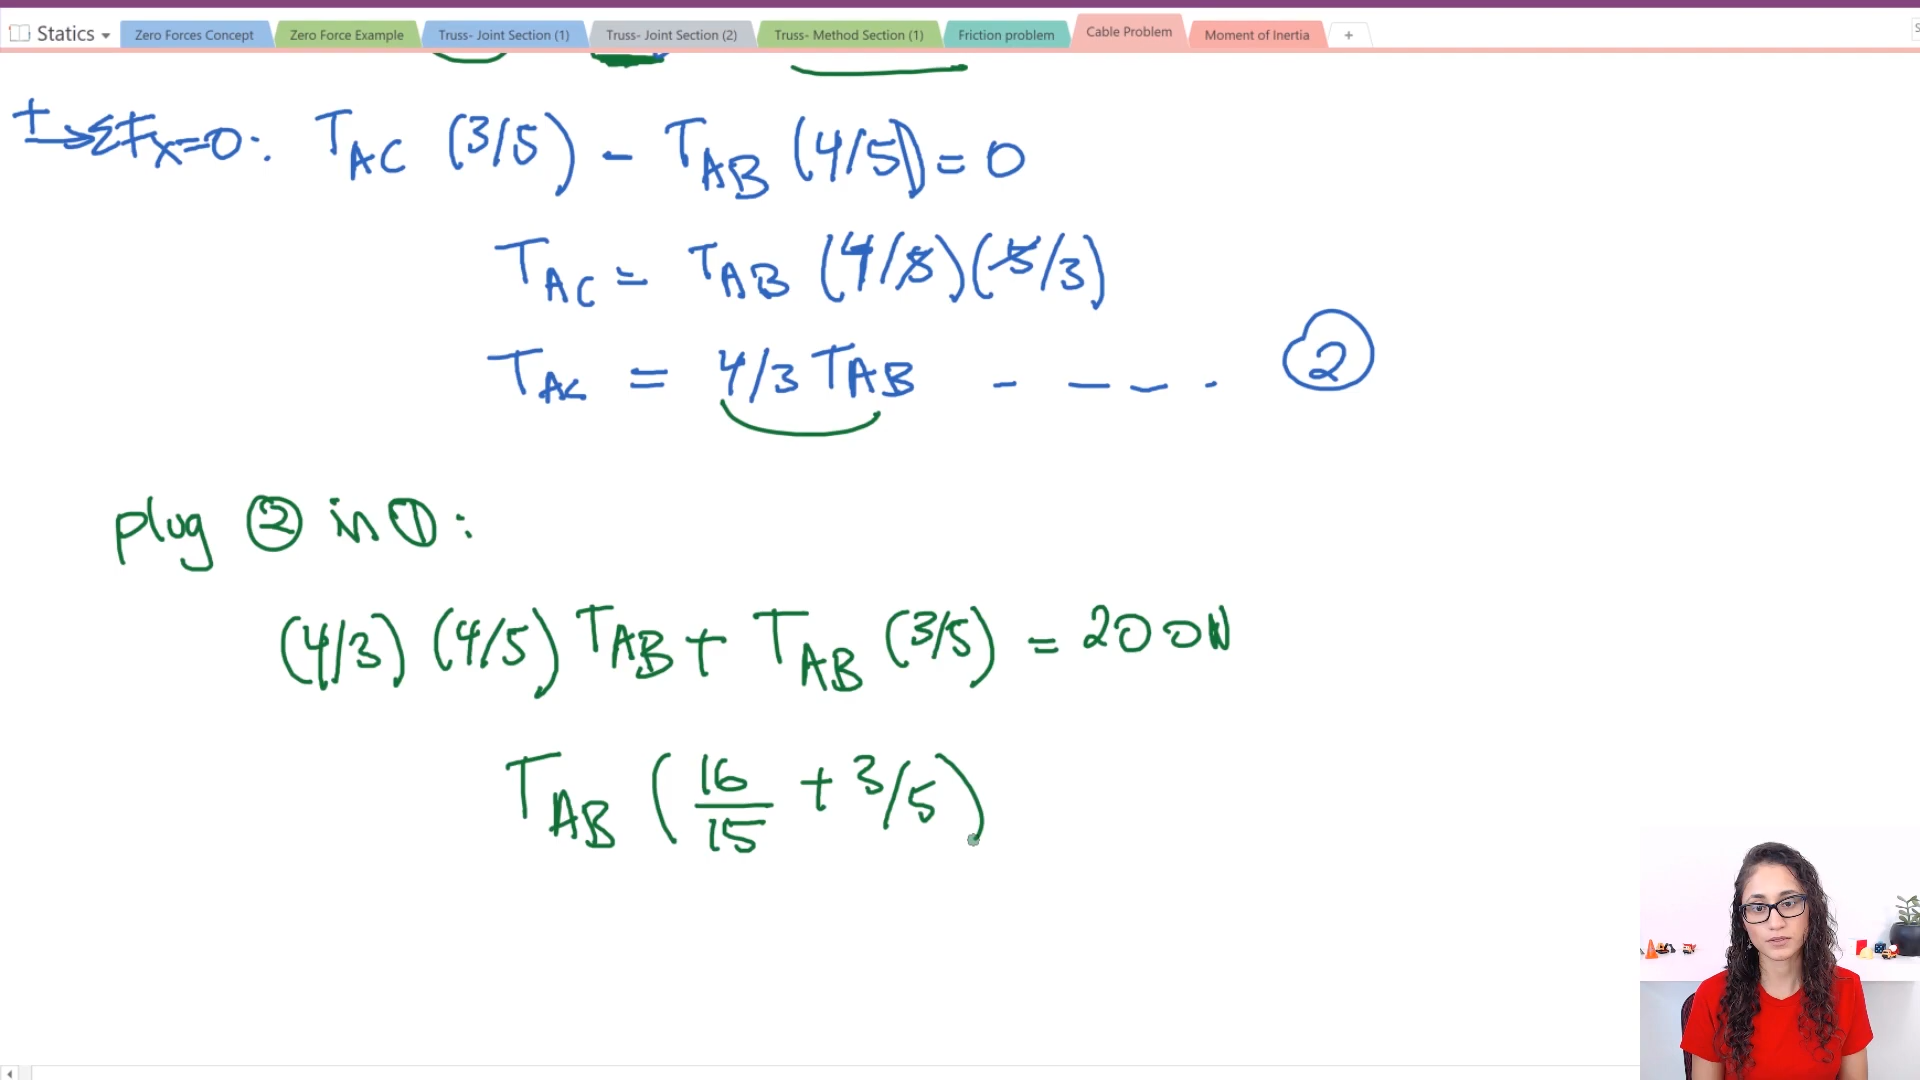 Statics
Zero Forces Concept
Zero Force Example
Truss- Joint Section (1)
Truss- Joint Section (2)
Truss- Method Section (1)
Friction problem
Cable Problem
Moment of Inertia
+
+→ΣFx=0: TAC (3/5) - TAB (4/5) = 0
TAC = TAB (4/5)(5/3)
TAC = 4/3 TAB - - - - ②
plug ② in ①:
(4/3) (4/5) TAB + TAB (3/5) = 200N
TAB (16/15 + 3/5)